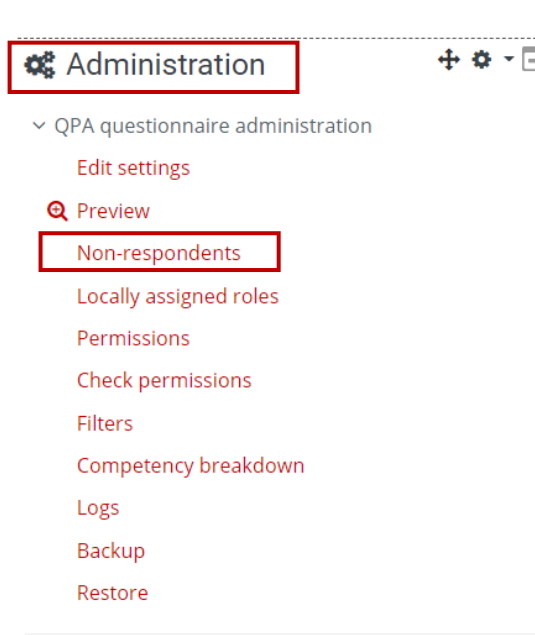 Administration
QPA questionnaire administration
Edit settings
Preview
Non-respondents
Locally assigned roles
Permissions
Check permissions
Filters
Competency breakdown
Logs
Backup
Restore